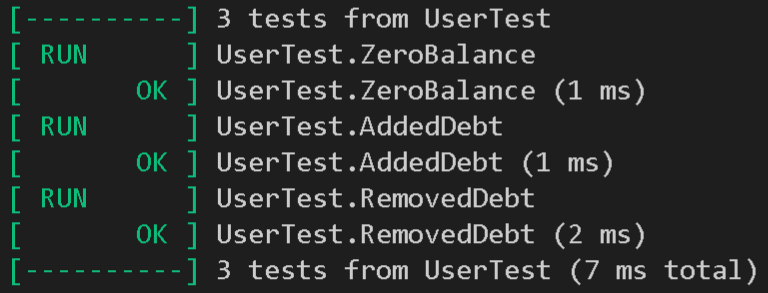 [----------] 3 tests from UserTest
[ RUN      ] UserTest.ZeroBalance
[       OK ] UserTest.ZeroBalance (1 ms)
[ RUN      ] UserTest.AddedDebt
[       OK ] UserTest.AddedDebt (1 ms)
[ RUN      ] UserTest.RemovedDebt
[       OK ] UserTest.RemovedDebt (2 ms)
[----------] 3 tests from UserTest (7 ms total)